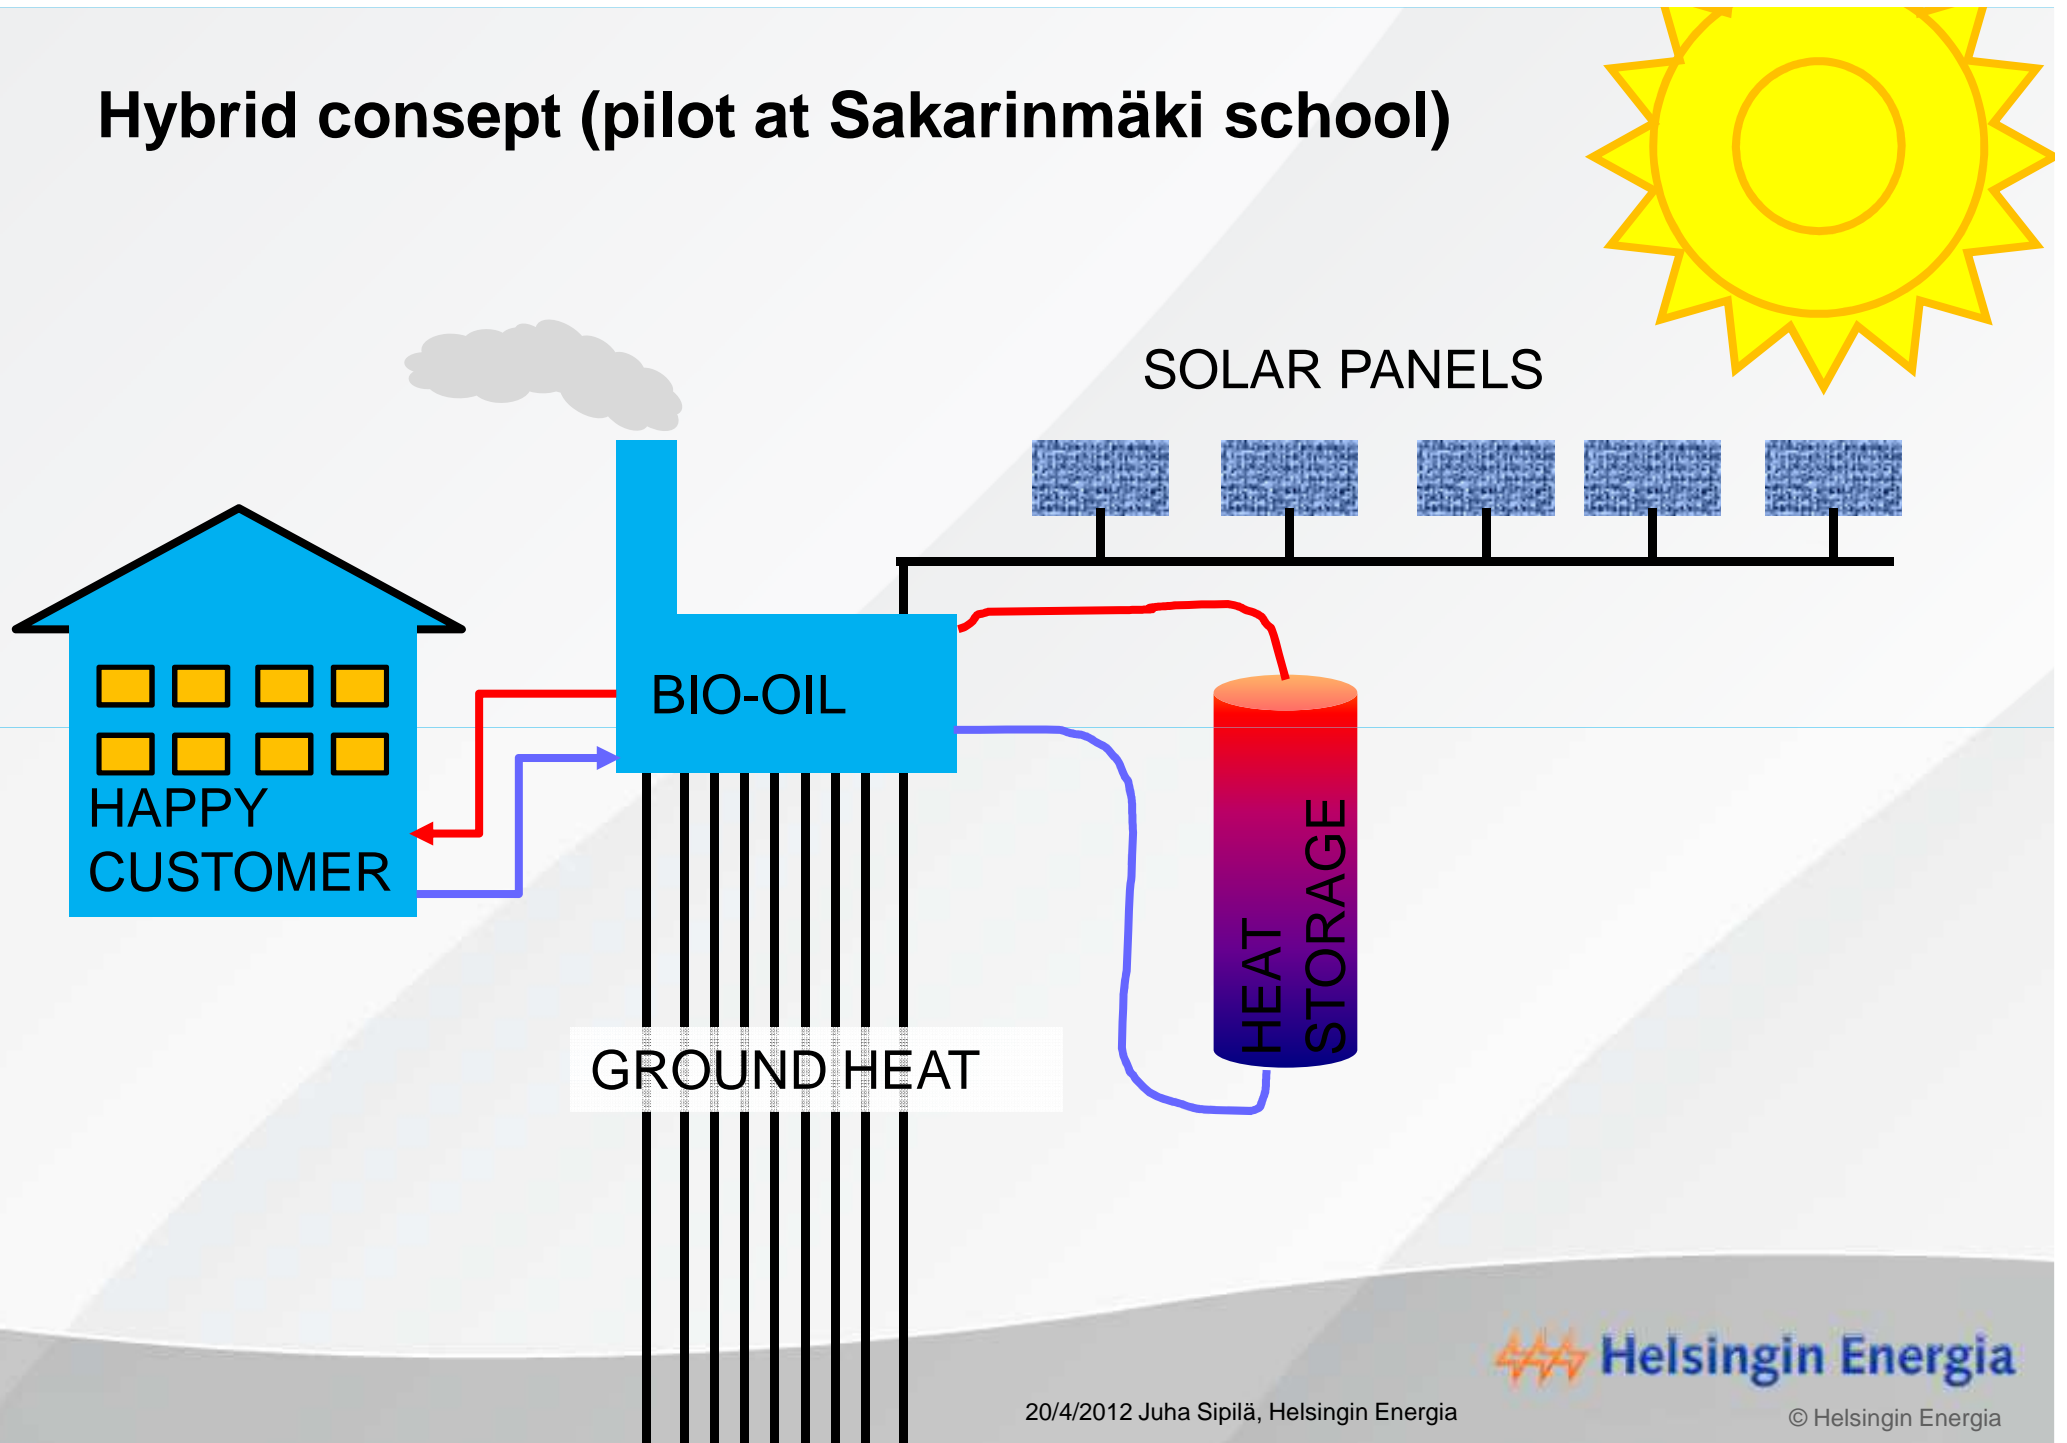 Hybrid consept (pilot at Sakarinmäki school)
SOLAR PANELS
BIO-OIL
HAPPY
CUSTOMER
HEAT
STORAGE
GROUND HEAT
Helsingin Energia
20/4/2012 Juha Sipilä, Helsingin Energia
© Helsingin Energia